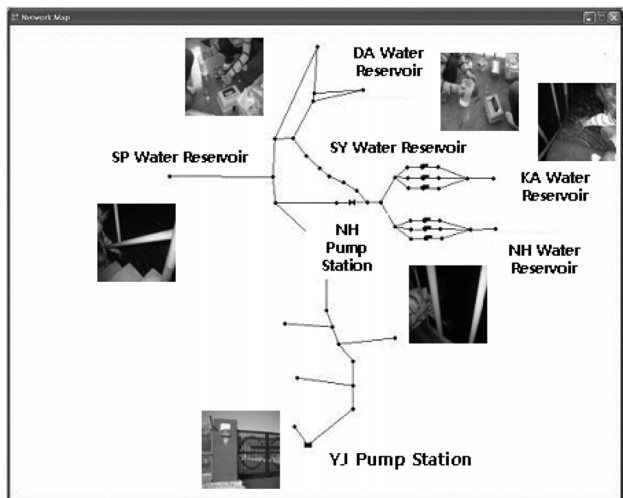 Network Map
DA Water
Reservoir
SP Water Reservoir
SY Water Reservoir
KA Water
Reservoir
NH
Pump
Station
NH Water
Reservoir
YJ Pump Station